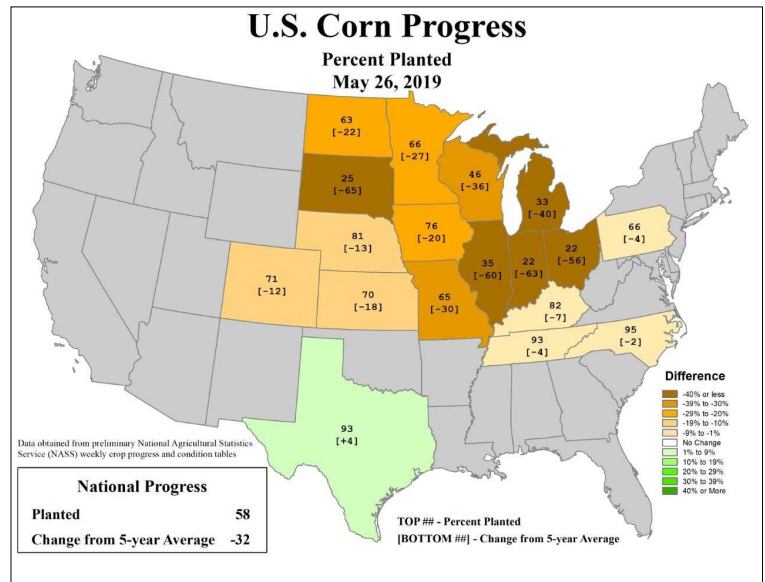 U.S. Corn Progress
Percent Planted
May 26, 2019
63
[-22]
66
[-27]
25
[-65]
46
[-36]
33
[-40]
76
[-20]
81
[-13]
66
[-4]
35
[-60]
22
[-63]
22
[-56]
71
[-12]
70
[-18]
65
[-30]
82
[-7]
93
[-4]
95
[-2]
93
[+4]
Difference
-40% or less
-39% to -30%
-29% to -20%
-19% to -10%
-9% to -1%
No Change
1% to 9%
10% to 19%
20% to 29%
30% to 39%
40% or More
Data obtained from preliminary National Agricultural Statistics
Service (NASS) weekly crop progress and condition tables
National Progress
Planted 58
Change from 5-year Average -32
TOP ## - Percent Planted
[BOTTOM ##] - Change from 5-year Average